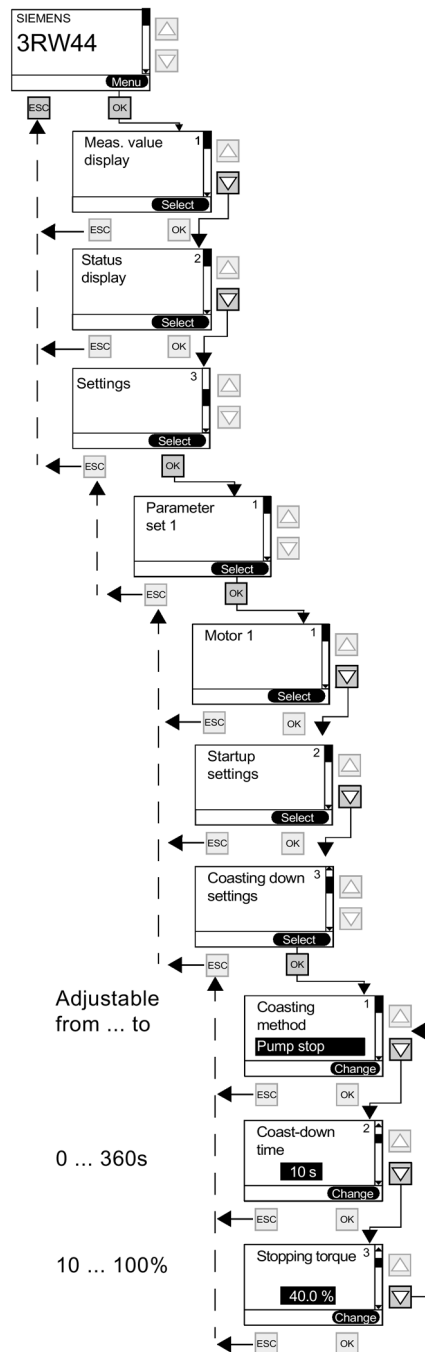 SIEMENS
3RW44
Menu
ESC
OK
Meas. value
display
1
Select
ESC
OK
Status
display
2
Select
ESC
OK
Settings
3
Select
ESC
OK
Parameter
set 1
1
Select
ESC
OK
Motor 1
1
Select
ESC
OK
Startup
settings
2
Select
ESC
OK
Coasting down
settings
3
Select
ESC
OK
Adjustable
from ... to
Coasting
method
1
Pump stop
Change
ESC
OK
0 ... 360s
Coast-down
time
2
10 s
Change
ESC
OK
10 ... 100%
Stopping torque
3
40.0 %
Change
ESC
OK